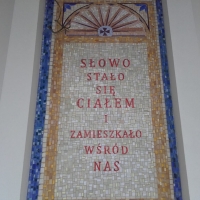 SŁOWO
STAŁO
SIĘ
CIAŁEM
I
ZAMIESZKAŁO
WŚRÓD
NAS